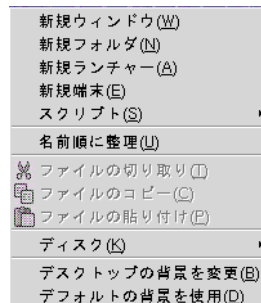 新規ウィンドウ(W)
新規フォルダ(N)
新規ランチャー(A)
新規端末(E)
スクリプト(S)
名前順に整理(U)
ファイルの切り取り(T)
ファイルのコピー(C)
ファイルの貼り付け(P)
ディスク(K)
デスクトップの背景を変更(B)
デフォルトの背景を使用(D)